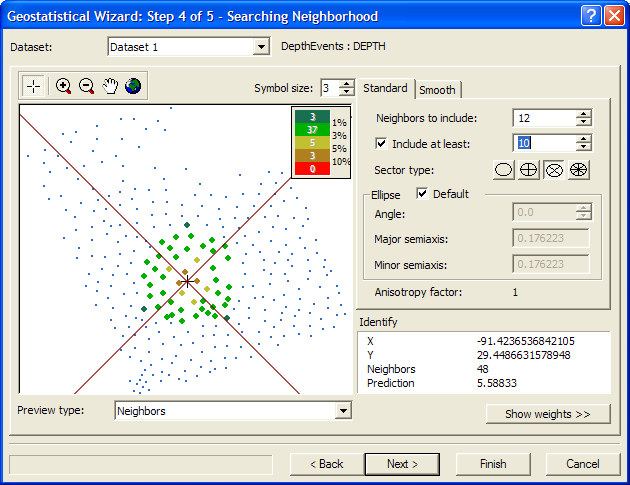 Geostatistical Wizard: Step 4 of 5 - Searching Neighborhood
Dataset: Dataset 1 DepthEvents : DEPTH
Symbol size: 3
3
37
5
3
0
1%
3%
5%
10%
Standard Smooth
Neighbors to include: 12
Include at least: 10
Sector type:
Ellipse Default
Angle: 0.0
Major semiaxis: 0.176223
Minor semiaxis: 0.176223
Anisotropy factor: 1
Identify
X -91.4236536842105
Y 29.4486631578948
Neighbors 48
Prediction 5.58833
Preview type: Neighbors
Show weights >>
< Back Next > Finish Cancel